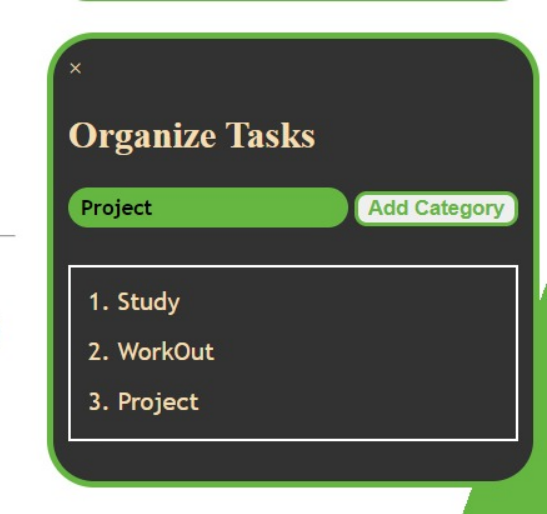 ×
Organize Tasks
Project Add Category
1. Study
2. WorkOut
3. Project